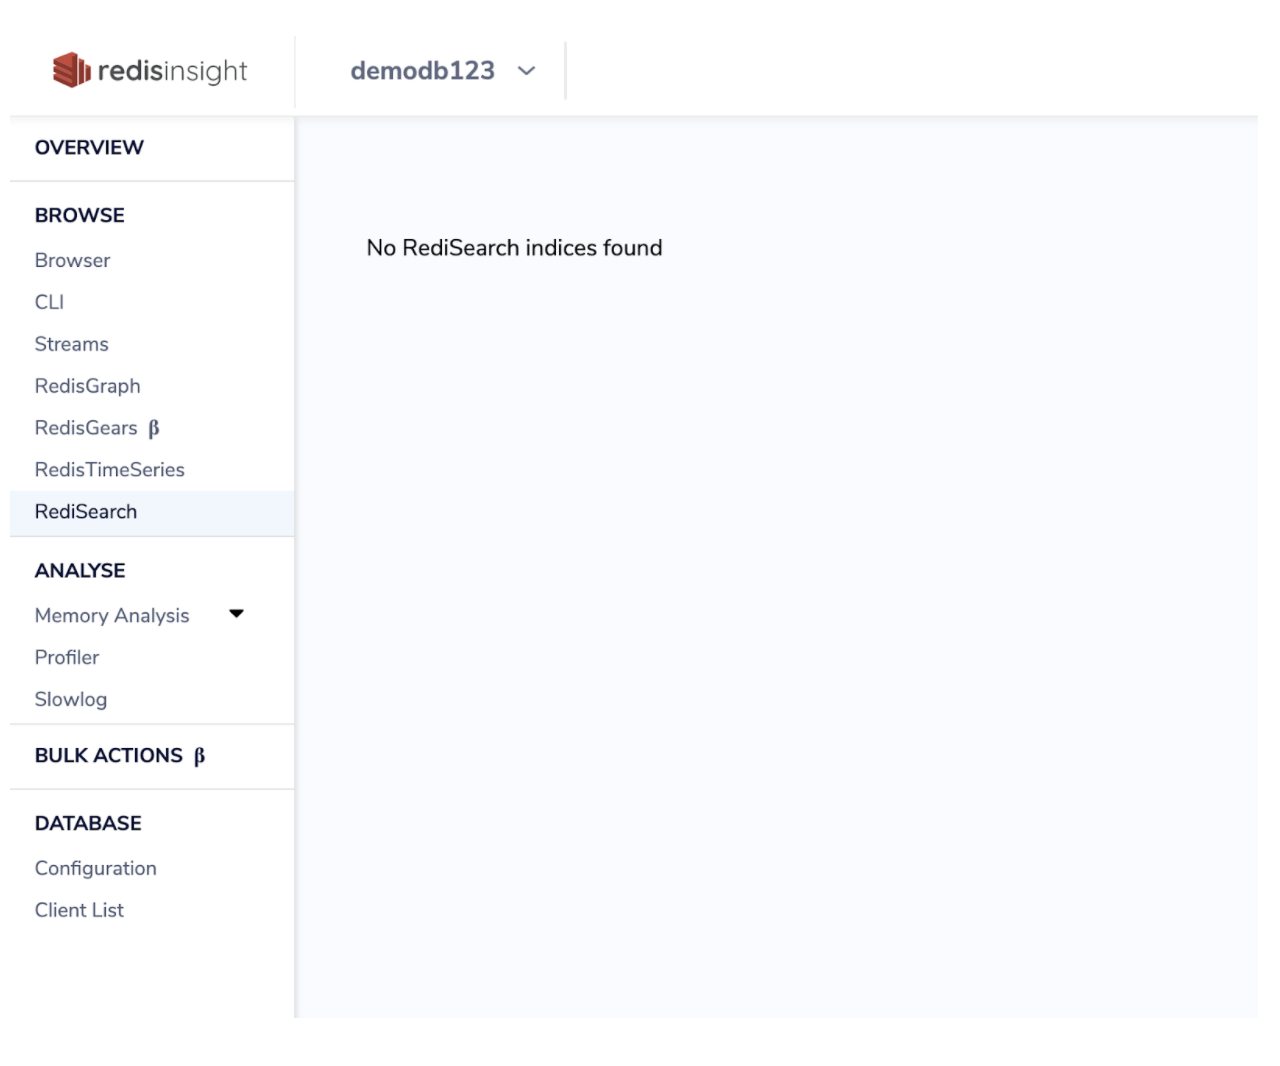 redisinsight
demodb123
OVERVIEW
BROWSE
Browser
CLI
Streams
RedisGraph
RedisGears β
RedisTimeSeries
RediSearch
ANALYSE
Memory Analysis
Profiler
Slowlog
BULK ACTIONS β
DATABASE
Configuration
Client List
No RediSearch indices found